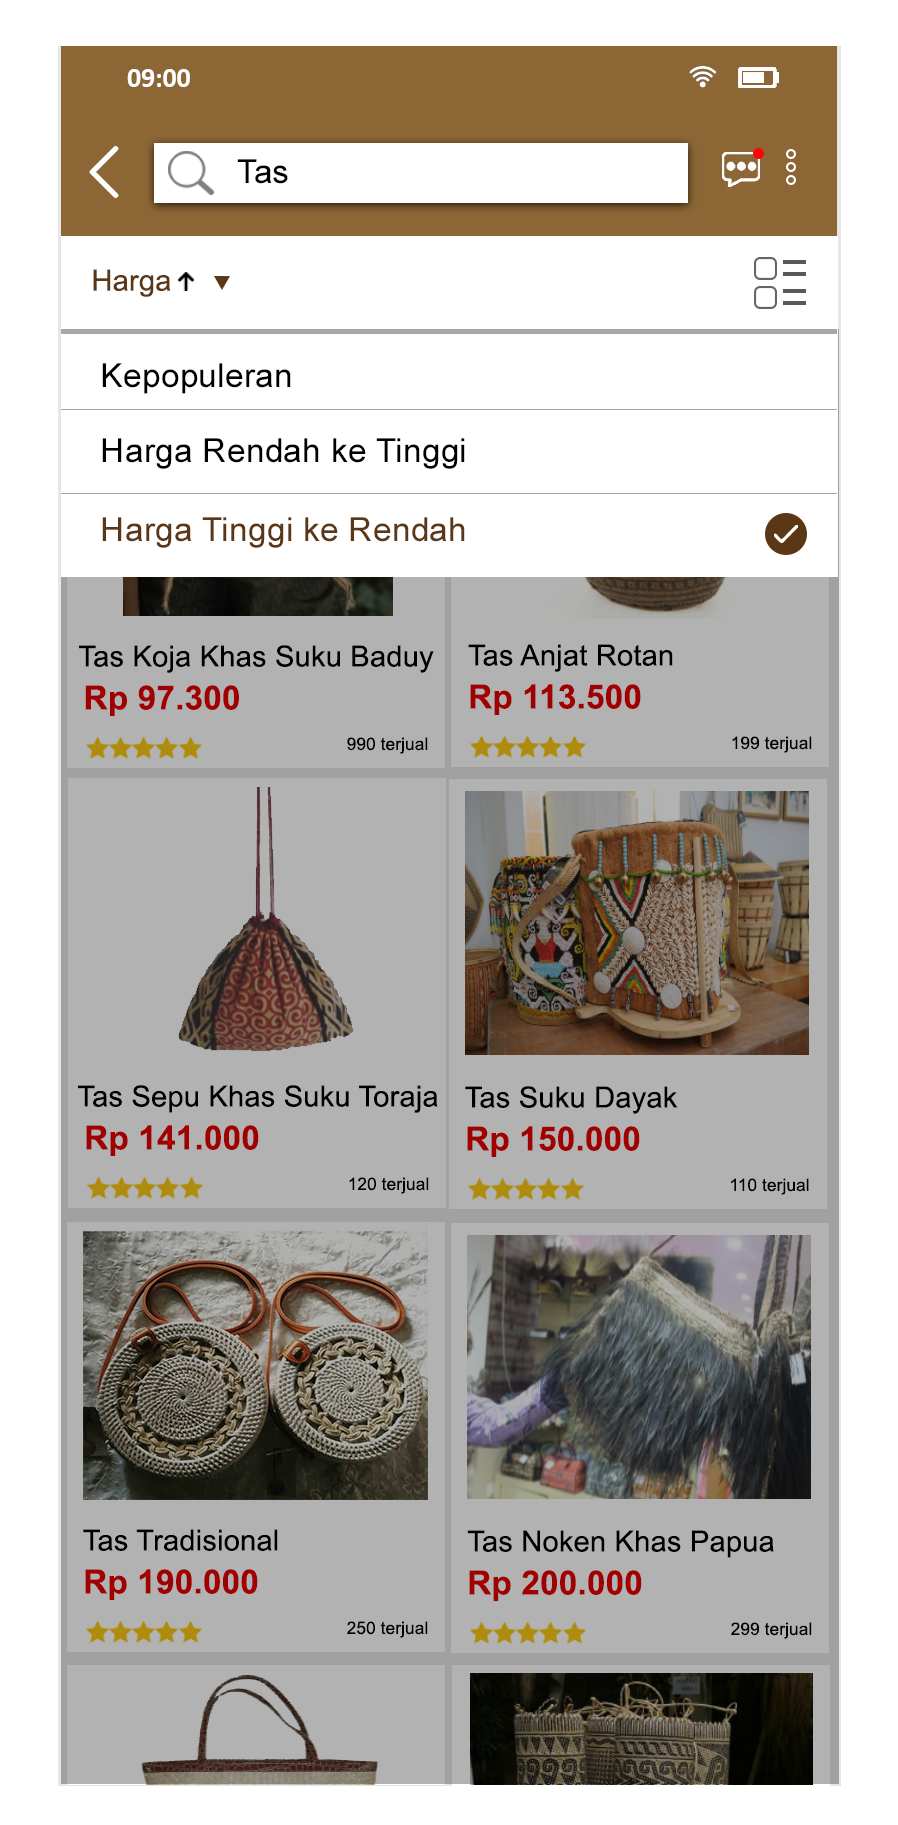 09:00
Tas
Harga
Kepopuleran
Harga Rendah ke Tinggi
Harga Tinggi ke Rendah
Tas Koja Khas Suku Baduy
Rp 97.300
990 terjual
Tas Anjat Rotan
Rp 113.500
199 terjual
Tas Sepu Khas Suku Toraja
Rp 141.000
120 terjual
Tas Suku Dayak
Rp 150.000
110 terjual
Tas Tradisional
Rp 190.000
250 terjual
Tas Noken Khas Papua
Rp 200.000
299 terjual